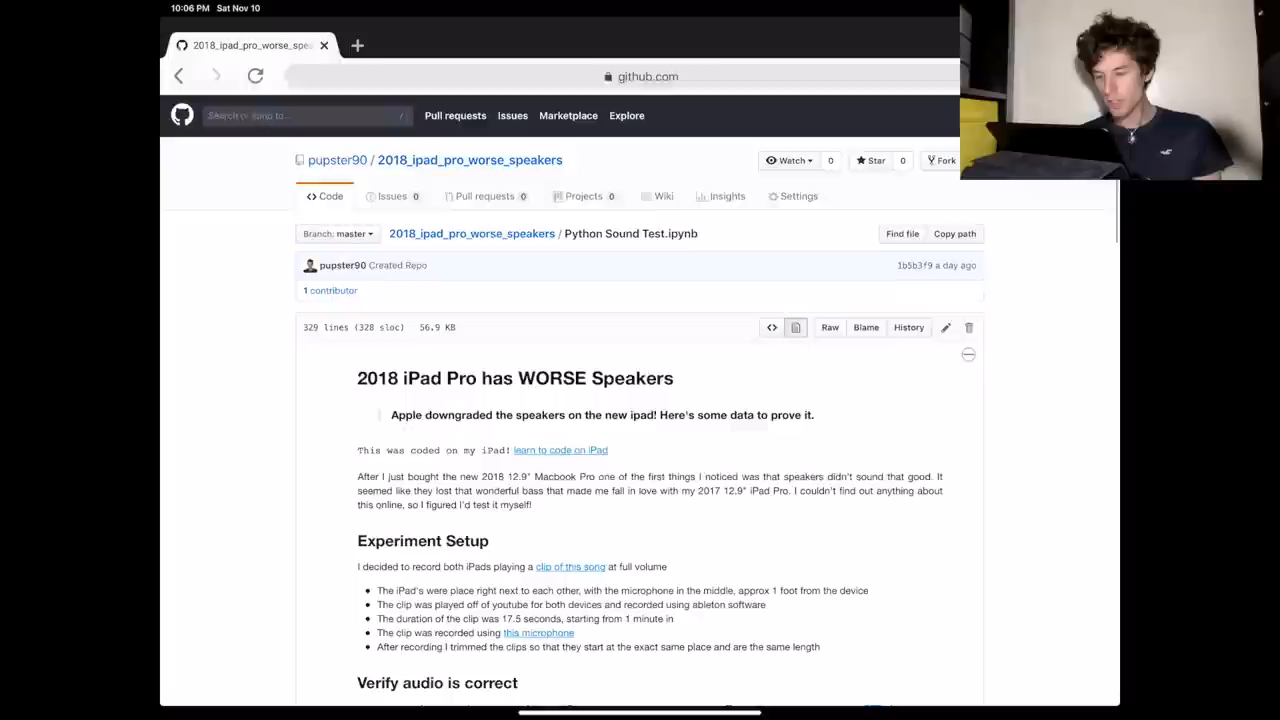 10:06 PM Sat Nov 10
2018_ipad_pro_worse_spea
github.com
Search or jump to...
/
Pull requests
Issues
Marketplace
Explore
pupster90 / 2018_ipad_pro_worse_speakers
Watch 0
Star 0
Fork
Code
Issues 0
Pull requests 0
Projects 0
Wiki
Insights
Settings
Branch: master
2018_ipad_pro_worse_speakers / Python Sound Test.ipynb
Find file
Copy path
pupster90 Created Repo
1b5b3f9 a day ago
1 contributor
329 lines (328 sloc) 56.9 KB
Raw
Blame
History
2018 iPad Pro has WORSE Speakers
Apple downgraded the speakers on the new ipad! Here's some data to prove it.
This was coded on my iPad! learn to code on iPad
After I just bought the new 2018 12.9" Macbook Pro one of the first things I noticed was that speakers didn't sound that good. It
seemed like they lost that wonderful bass that made me fall in love with my 2017 12.9" iPad Pro. I couldn't find out anything about
this online, so I figured I'd test it myself!
Experiment Setup
I decided to record both iPads playing a clip of this song at full volume
The iPad's were place right next to each other, with the microphone in the middle, approx 1 foot from the device
The clip was played off of youtube for both devices and recorded using ableton software
The duration of the clip was 17.5 seconds, starting from 1 minute in
The clip was recorded using this microphone
After recording I trimmed the clips so that they start at the exact same place and are the same length
Verify audio is correct